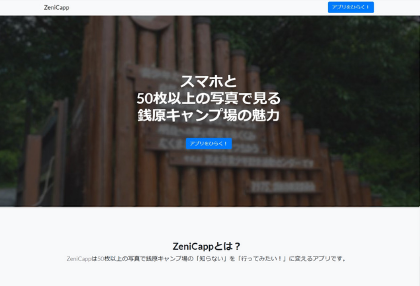 ZeniCapp
アプリをひらく！
スマホと
50枚以上の写真で見る
銭原キャンプ場の魅力
アプリをひらく！
ZeniCappとは？
ZeniCappは50枚以上の写真で銭原キャンプ場の「知らない」を「行ってみたい！」に変えるアプリです。